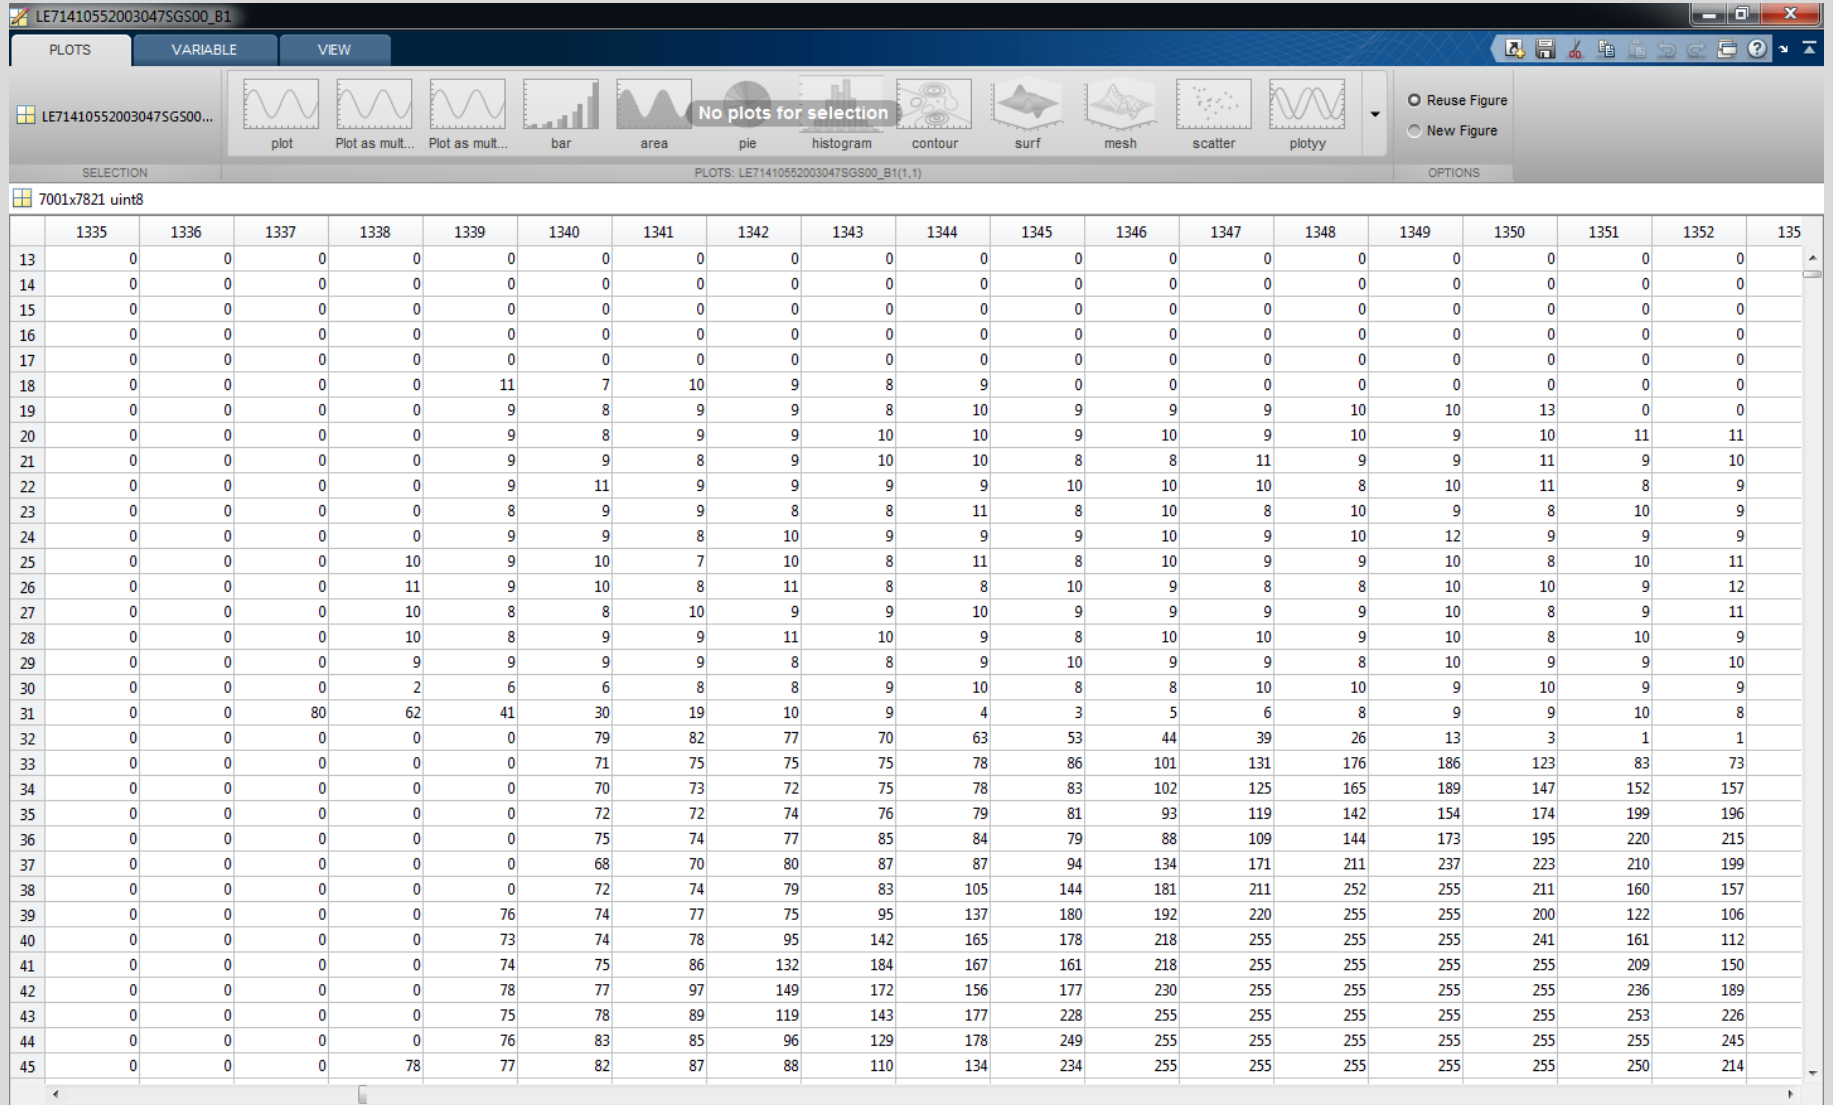 LE71410552003047SGS00_B1
PLOTS VARIABLE VIEW
LE71410552003047SGS00...
No plots for selection
plot Plot as mult... Plot as mult... bar area pie histogram contour surf mesh scatter plotyy
Reuse Figure
New Figure
SELECTION PLOTS: LE71410552003047SGS00_B1(1,1) OPTIONS
7001x7821 uint8
1335 1336 1337 1338 1339 1340 1341 1342 1343 1344 1345 1346 1347 1348 1349 1350 1351 1352 135
13 0 0 0 0 0 0 0 0 0 0 0 0 0 0 0 0 0 0
14 0 0 0 0 0 0 0 0 0 0 0 0 0 0 0 0 0 0
15 0 0 0 0 0 0 0 0 0 0 0 0 0 0 0 0 0 0
16 0 0 0 0 0 0 0 0 0 0 0 0 0 0 0 0 0 0
17 0 0 0 0 0 0 0 0 0 0 0 0 0 0 0 0 0 0
18 0 0 0 0 11 7 10 9 8 9 0 0 0 0 0 0 0 0
19 0 0 0 0 9 8 9 9 8 10 9 9 9 10 10 13 0 0
20 0 0 0 0 9 8 9 9 10 10 9 10 9 10 9 10 11 11
21 0 0 0 0 9 9 8 9 10 10 8 8 11 9 9 11 9 10
22 0 0 0 0 9 11 9 9 9 9 10 10 10 8 10 11 8 9
23 0 0 0 0 8 9 9 8 8 11 8 10 8 10 9 8 10 9
24 0 0 0 0 9 9 8 10 9 9 9 10 9 10 12 9 9 9
25 0 0 0 10 9 10 7 10 8 11 8 10 9 9 10 8 10 11
26 0 0 0 11 9 10 8 11 8 8 10 9 8 8 10 10 9 12
27 0 0 0 10 8 8 10 9 9 10 9 9 9 9 10 8 9 11
28 0 0 0 10 8 9 9 11 10 9 8 10 10 9 10 8 10 9
29 0 0 0 9 9 9 9 8 8 9 10 9 9 8 10 9 9 10
30 0 0 0 2 6 6 8 8 9 10 8 8 10 10 9 10 9 9
31 0 0 80 62 41 30 19 10 9 4 3 5 6 8 9 9 10 8
32 0 0 0 0 0 79 82 77 70 63 53 44 39 26 13 3 1 1
33 0 0 0 0 0 71 75 75 75 78 86 101 131 176 186 123 83 73
34 0 0 0 0 0 70 73 72 75 78 83 102 125 165 189 147 152 157
35 0 0 0 0 0 72 72 74 76 79 81 93 119 142 154 174 199 196
36 0 0 0 0 0 75 74 77 85 84 79 88 109 144 173 195 220 215
37 0 0 0 0 0 68 70 80 87 87 94 134 171 211 237 223 210 199
38 0 0 0 0 0 72 74 79 83 105 144 181 211 252 255 211 160 157
39 0 0 0 0 76 74 77 75 95 137 180 192 220 255 255 200 122 106
40 0 0 0 0 73 74 78 95 142 165 178 218 255 255 255 241 161 112
41 0 0 0 0 74 75 86 132 184 167 161 218 255 255 255 255 209 150
42 0 0 0 0 78 77 97 149 172 156 177 230 255 255 255 255 236 189
43 0 0 0 0 75 78 89 119 143 177 228 255 255 255 255 255 253 226
44 0 0 0 0 76 83 85 96 129 178 249 255 255 255 255 255 255 245
45 0 0 0 78 77 82 87 88 110 134 234 255 255 255 255 255 250 214